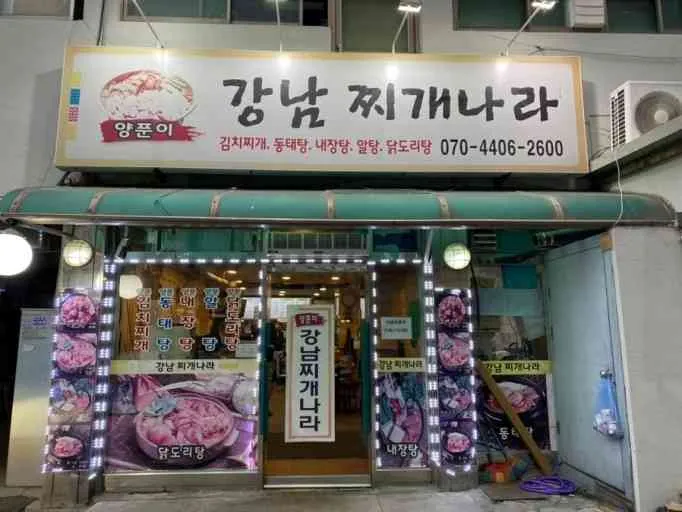 강남 찌개나라
양푼이
김치찌개. 동태탕. 내장탕. 알탕. 닭도리탕 070-4406-2600
김치찌개
동태탕
내장탕
알탕
닭도리탕
양푼이
강남찌개나라
강남 찌개나라
닭도리탕
강남 찌개나라
내장탕
강남 찌개나라
동태탕